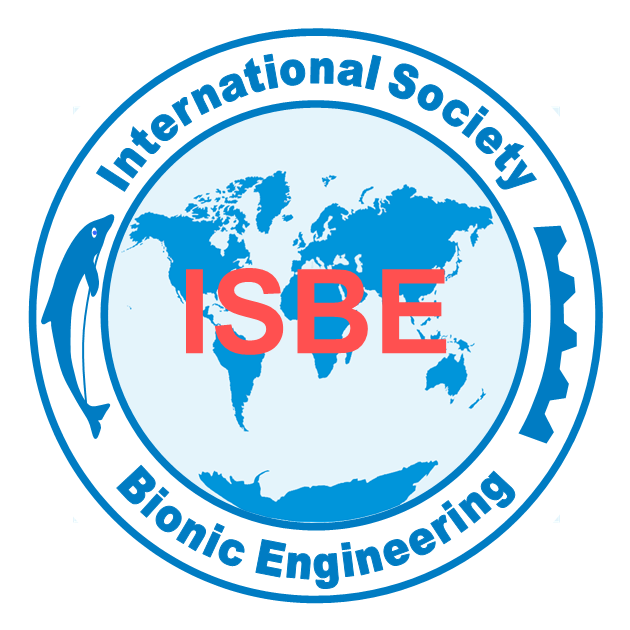 International Society
ISBE
Bionic Engineering